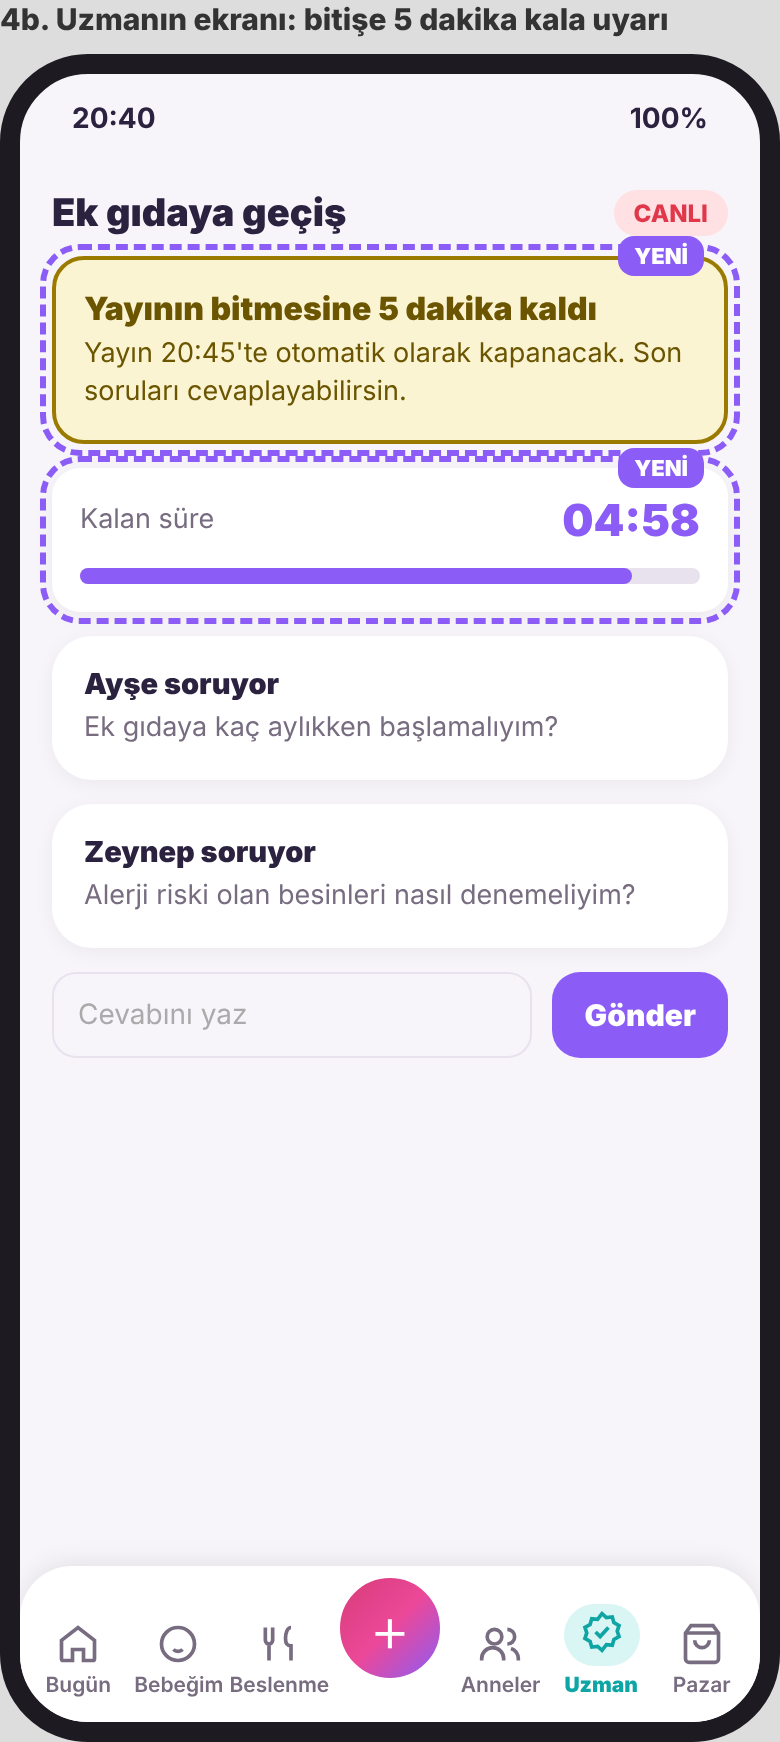 4b. Uzmanın ekranı: bitişe 5 dakika kala uyarı
20:40 100%
Ek gıdaya geçiş CANLI
YENİ
Yayının bitmesine 5 dakika kaldı
Yayın 20:45'te otomatik olarak kapanacak. Son
soruları cevaplayabilirsin.
YENİ
Kalan süre 04:58
Ayşe soruyor
Ek gıdaya kaç aylıkken başlamalıyım?
Zeynep soruyor
Alerji riski olan besinleri nasıl denemeliyim?
Cevabını yaz Gönder
+
Bugün Bebeğim Beslenme Anneler Uzman Pazar